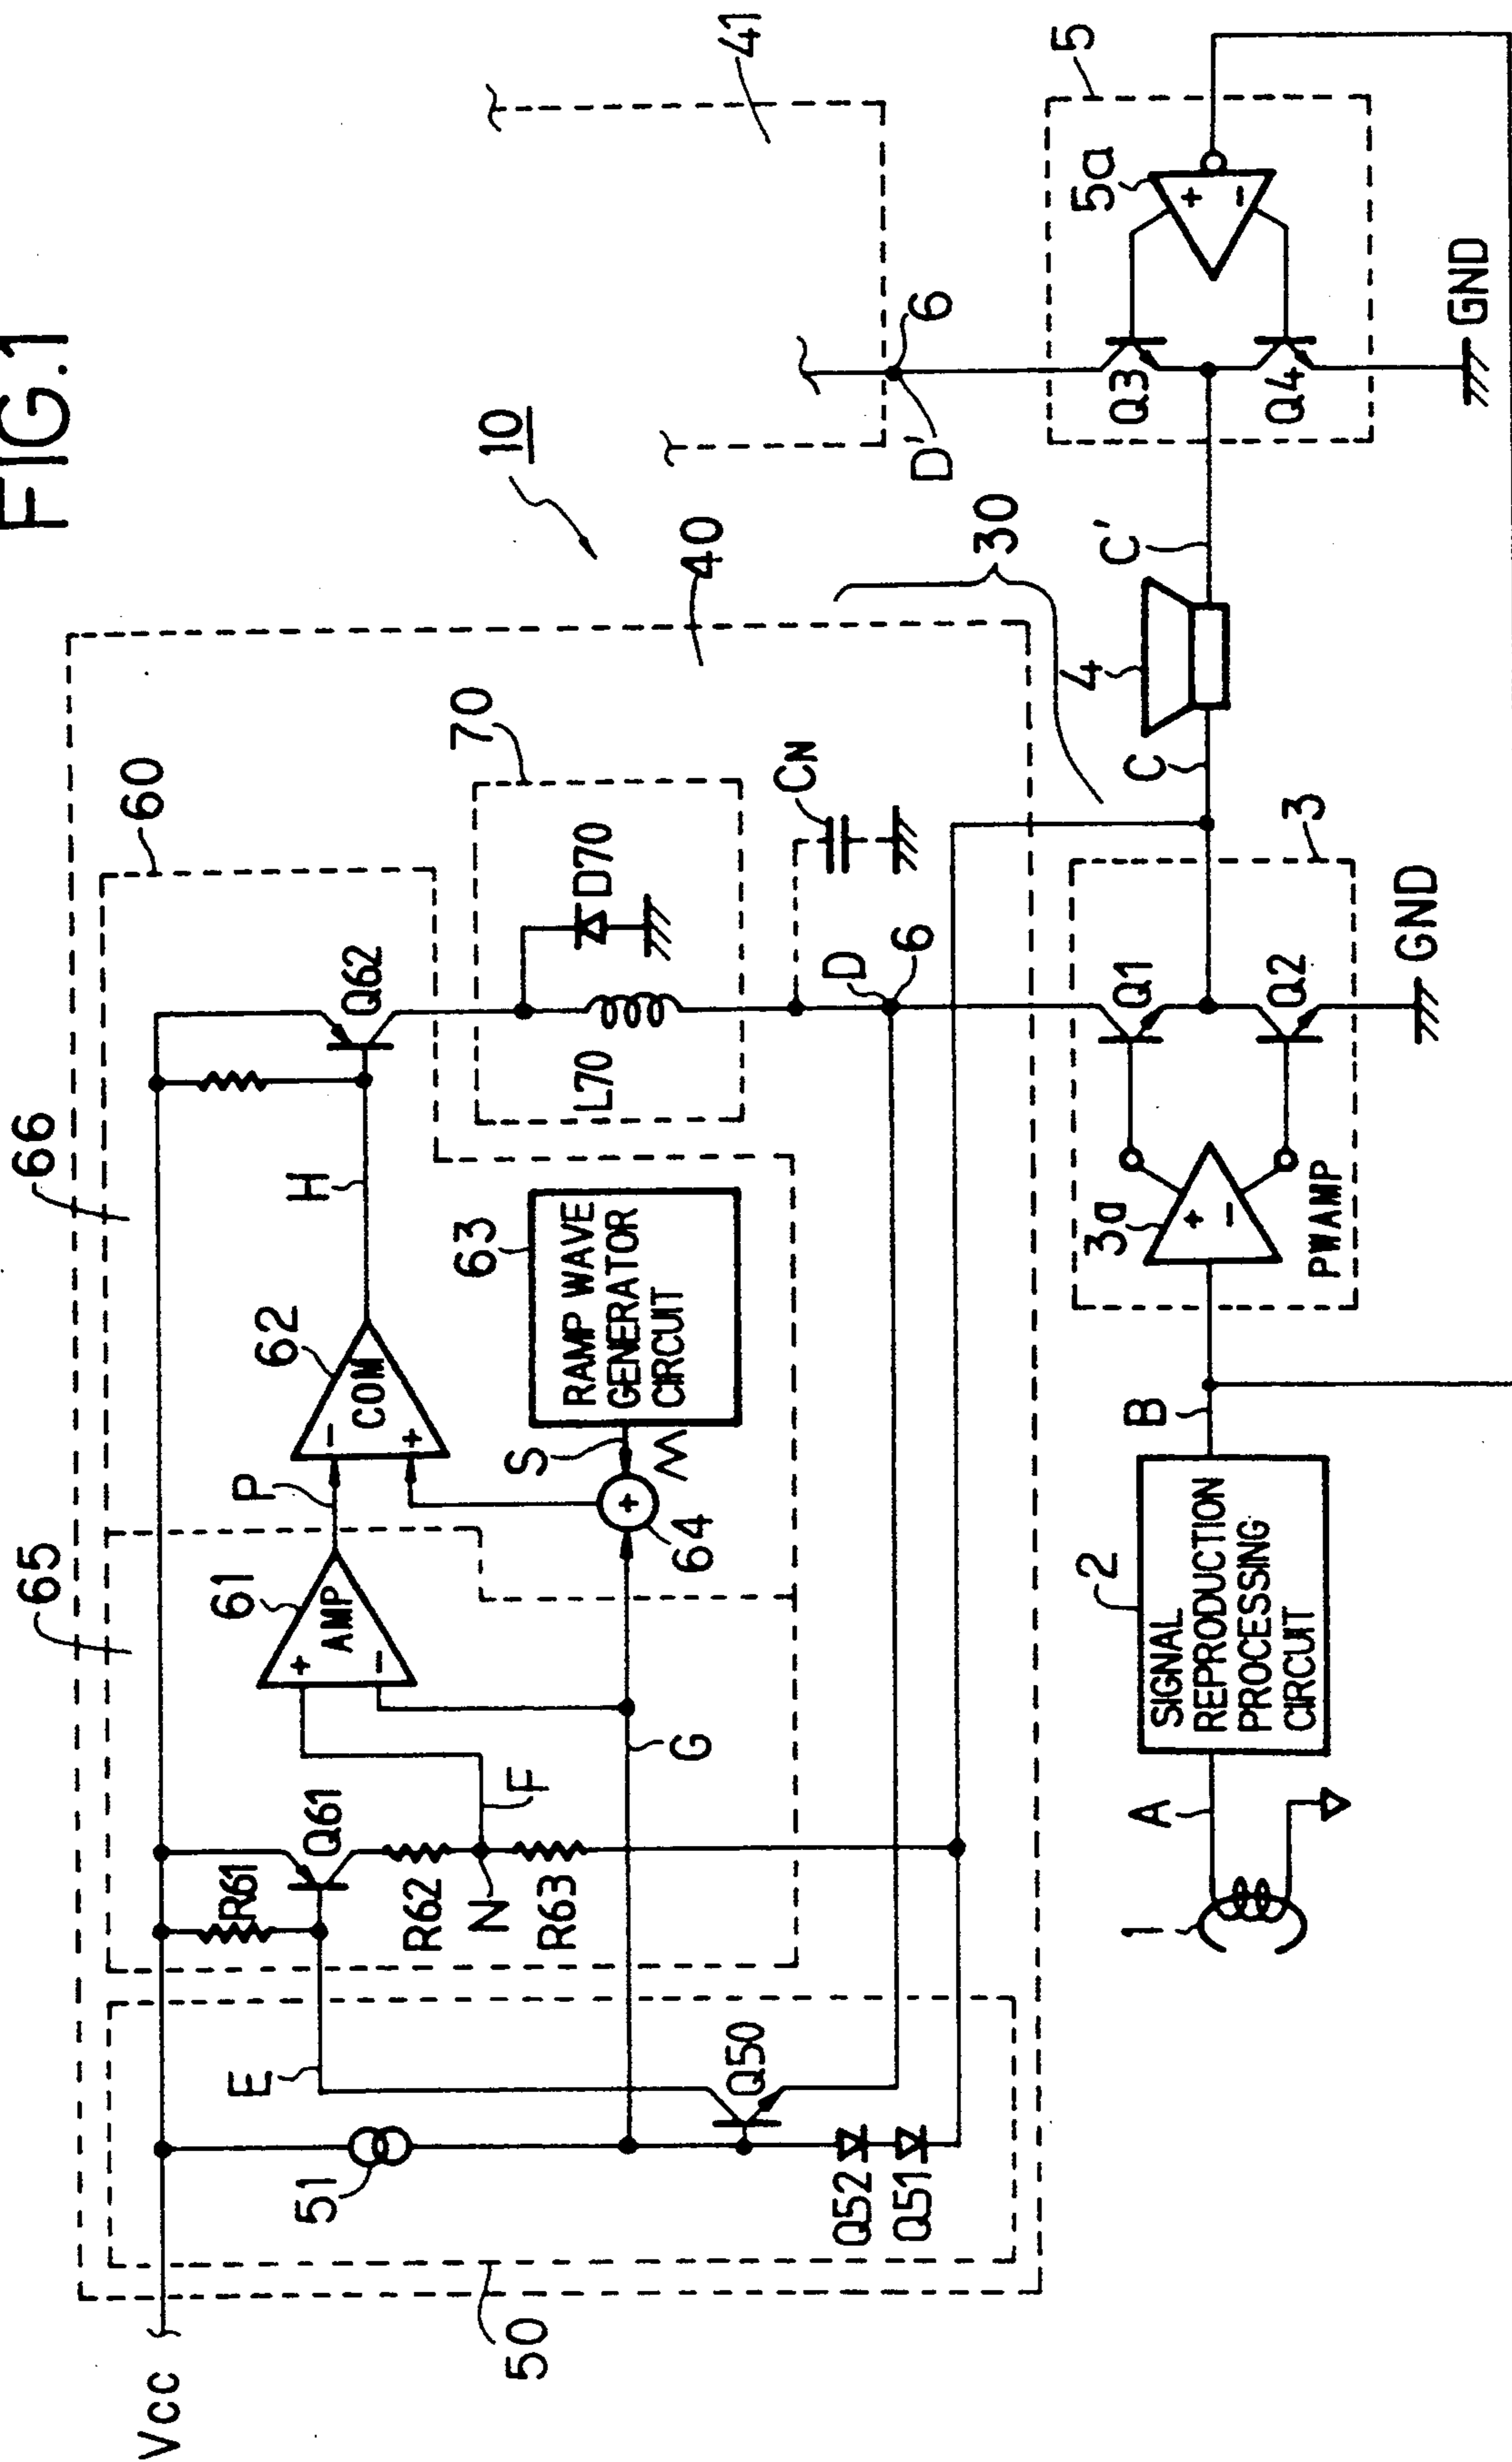 FIG.1
10
41
66
65
60
70
40
30
Vcc
50
51
E
R61
Q61
R62
N
R63
F
G
61
AMP
+
−
P
62
COM
−
+
H
63
RAMP WAVE
GENERATOR
CIRCUIT
S
+
64
Q62
D70
L70
CN
D
6
D'
6
Q50
Q52
Q51
1
A
2
SIGNAL
REPRODUCTION
PROCESSING
CIRCUIT
B
3a
+
−
PWAMP
Q1
Q2
GND
3
C
4
C'
5
5a
+
−
Q3
Q4
GND